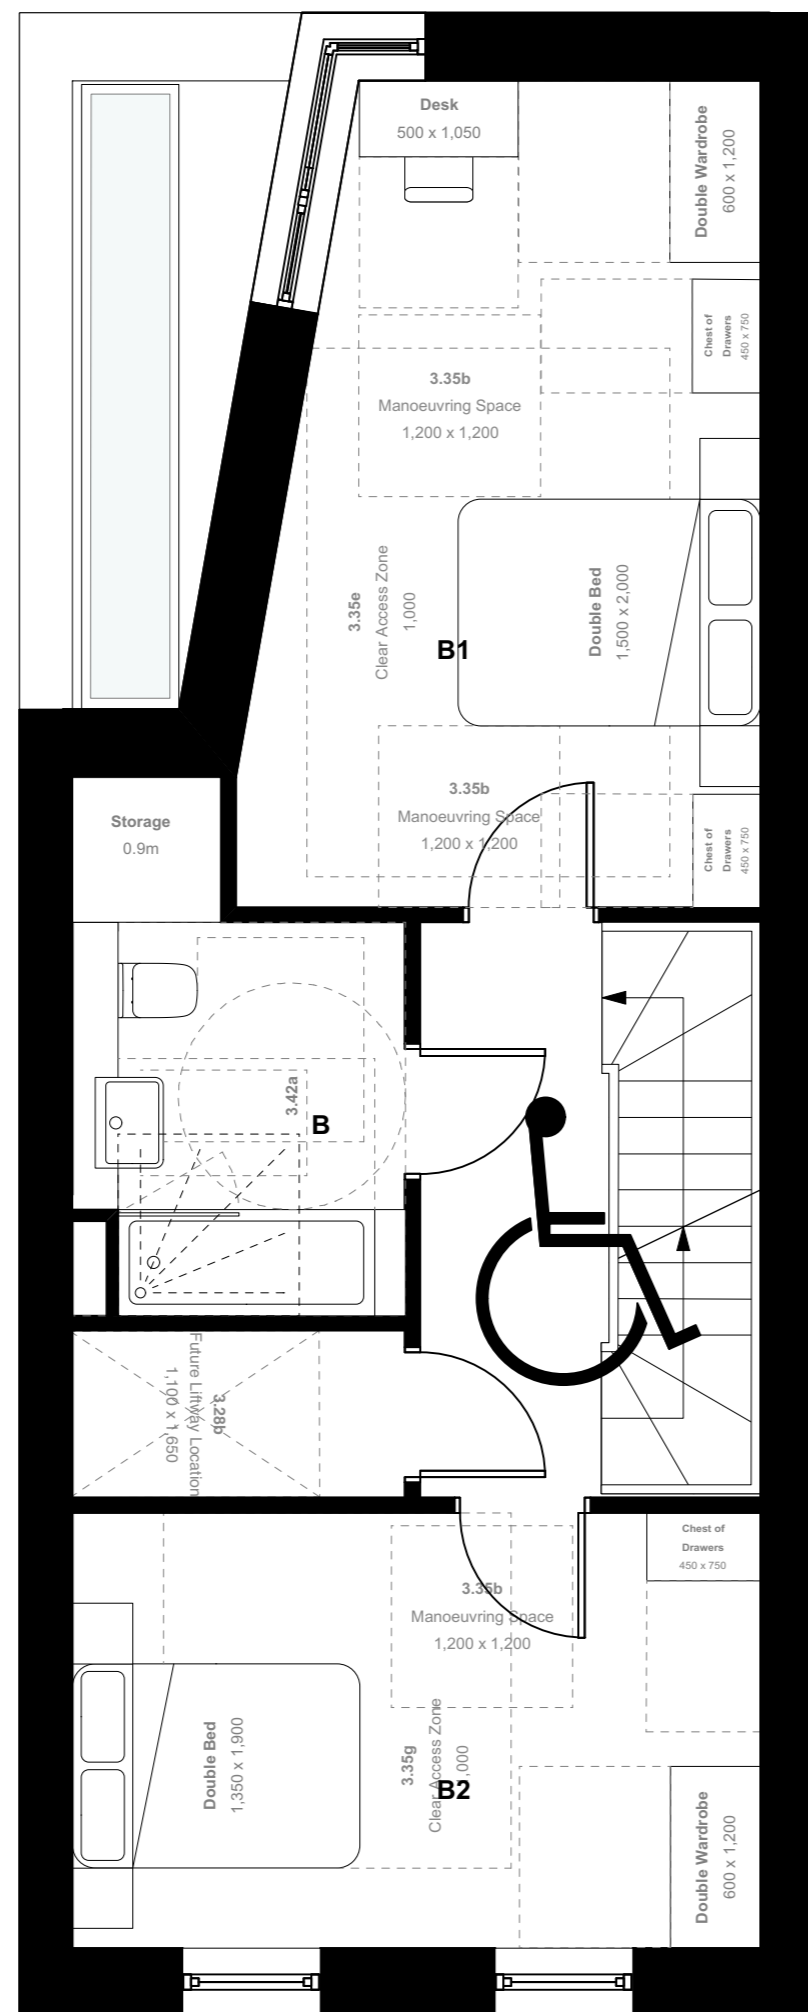 Desk
500 x 1,050
Double Wardrobe
600 x 1,200
Chest of
Drawers
450 x 750
3.35b
Manoeuvring Space
1,200 x 1,200
3.35e
Clear Access Zone
1,000
B1
Double Bed
1,500 x 2,000
3.35b
Manoeuvring Space
1,200 x 1,200
Chest of
Drawers
450 x 750
Storage
0.9m
3.42a
B
3.28b
Future Liftway Location
1,100 x 1,650
Chest of
Drawers
450 x 750
3.35b
Manoeuvring Space
1,200 x 1,200
Double Bed
1,350 x 1,900
3.35g
Clear Access Zone
,000
B2
Double Wardrobe
600 x 1,200